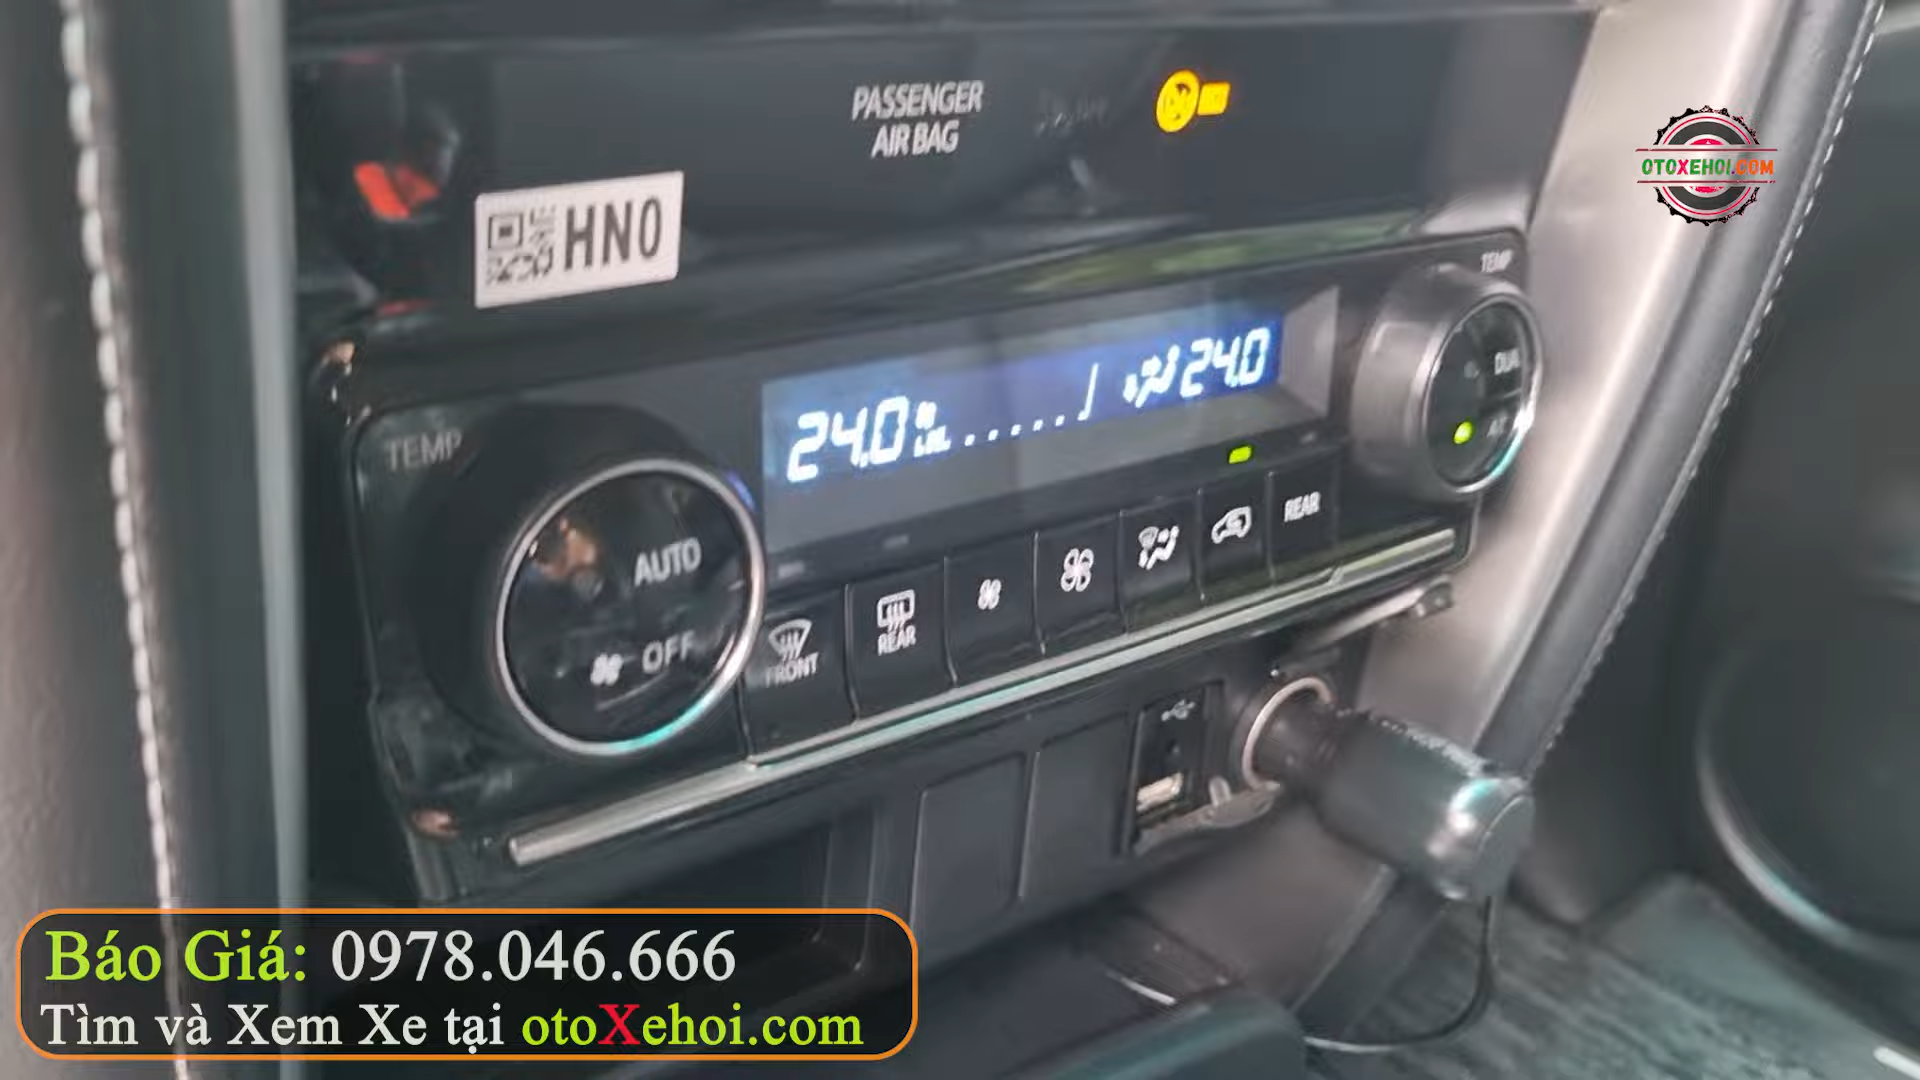 PASSENGER
AIR BAG
OTOXEHOI.COM
HN0
TEMP
24.0
24.0
TEMP
AUTO
OFF
FRONT
REAR
REAR
Báo Giá: 0978.046.666
Tìm và Xem Xe tại otoXehoi.com